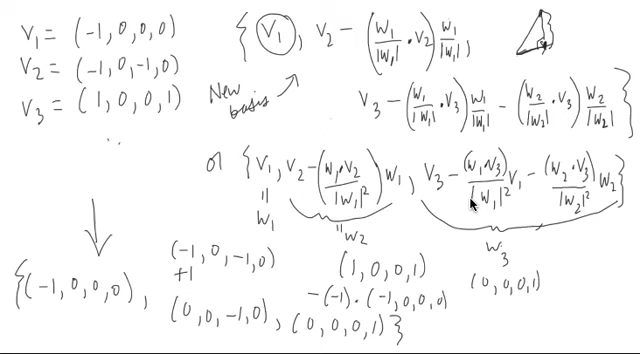 V₁ = (-1,0,0,0)
V₂ = (-1,0,-1,0)
V₃ = (1,0,0,1)
{ V₁, V₂ - (W₁/|W₁| · V₂) W₁/|W₁|,
New basis
V₃ - (W₁/|W₁| · V₃) W₁/|W₁| - (W₂/|W₂| · V₃) W₂/|W₂| }
or { V₁, V₂ - (W₁·V₂/|W₁|²) W₁, V₃ - (W₁·V₃)/|W₁|² V₁ - (W₂·V₃)/|W₂|² W₂ }
= W₁
= W₂
W₃
(-1,0,-1,0)
+1
(1,0,0,1)
-(-1)·(-1,0,0,0)
(0,0,0,1)
{(-1,0,0,0), (0,0,-1,0), (0,0,0,1)}